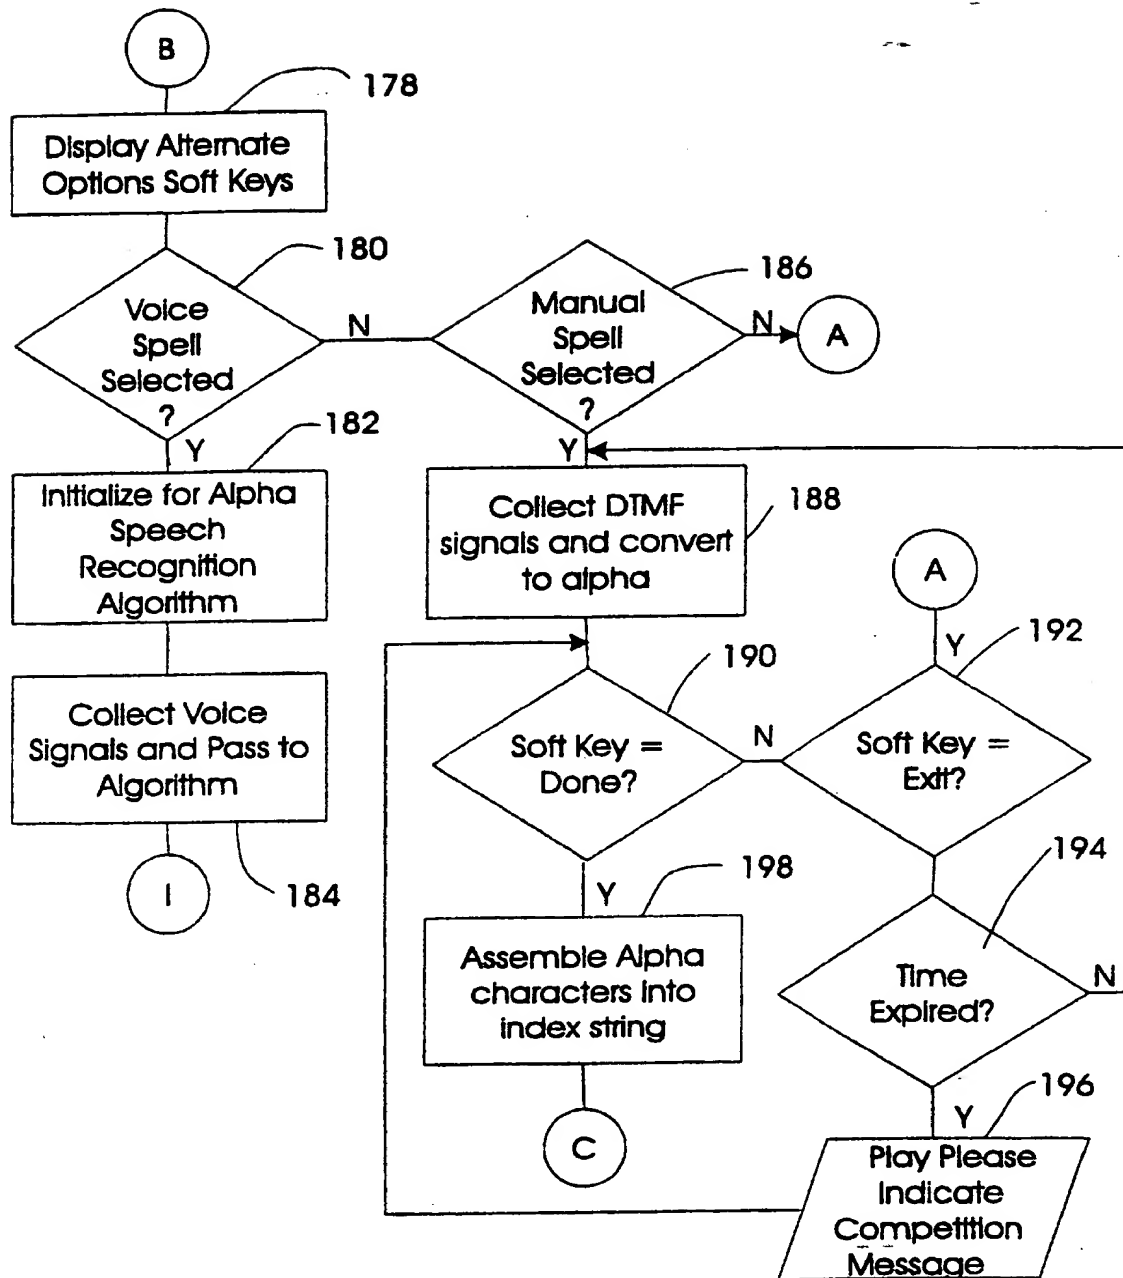 B
178
Display Alternate
Options Soft Keys
180
Voice
Spell
Selected
?
N
Y
186
Manual
Spell
Selected
?
N
A
Y
182
Initialize for Alpha
Speech
Recognition
Algorithm
Collect Voice
Signals and Pass to
Algorithm
184
I
Collect DTMF
signals and convert
to alpha
188
190
Soft Key =
Done?
N
Y
A
Y
192
Soft Key =
Exit?
194
Time
Expired?
N
Y
198
Assemble Alpha
characters into
index string
C
196
Play Please
Indicate
Competition
Message